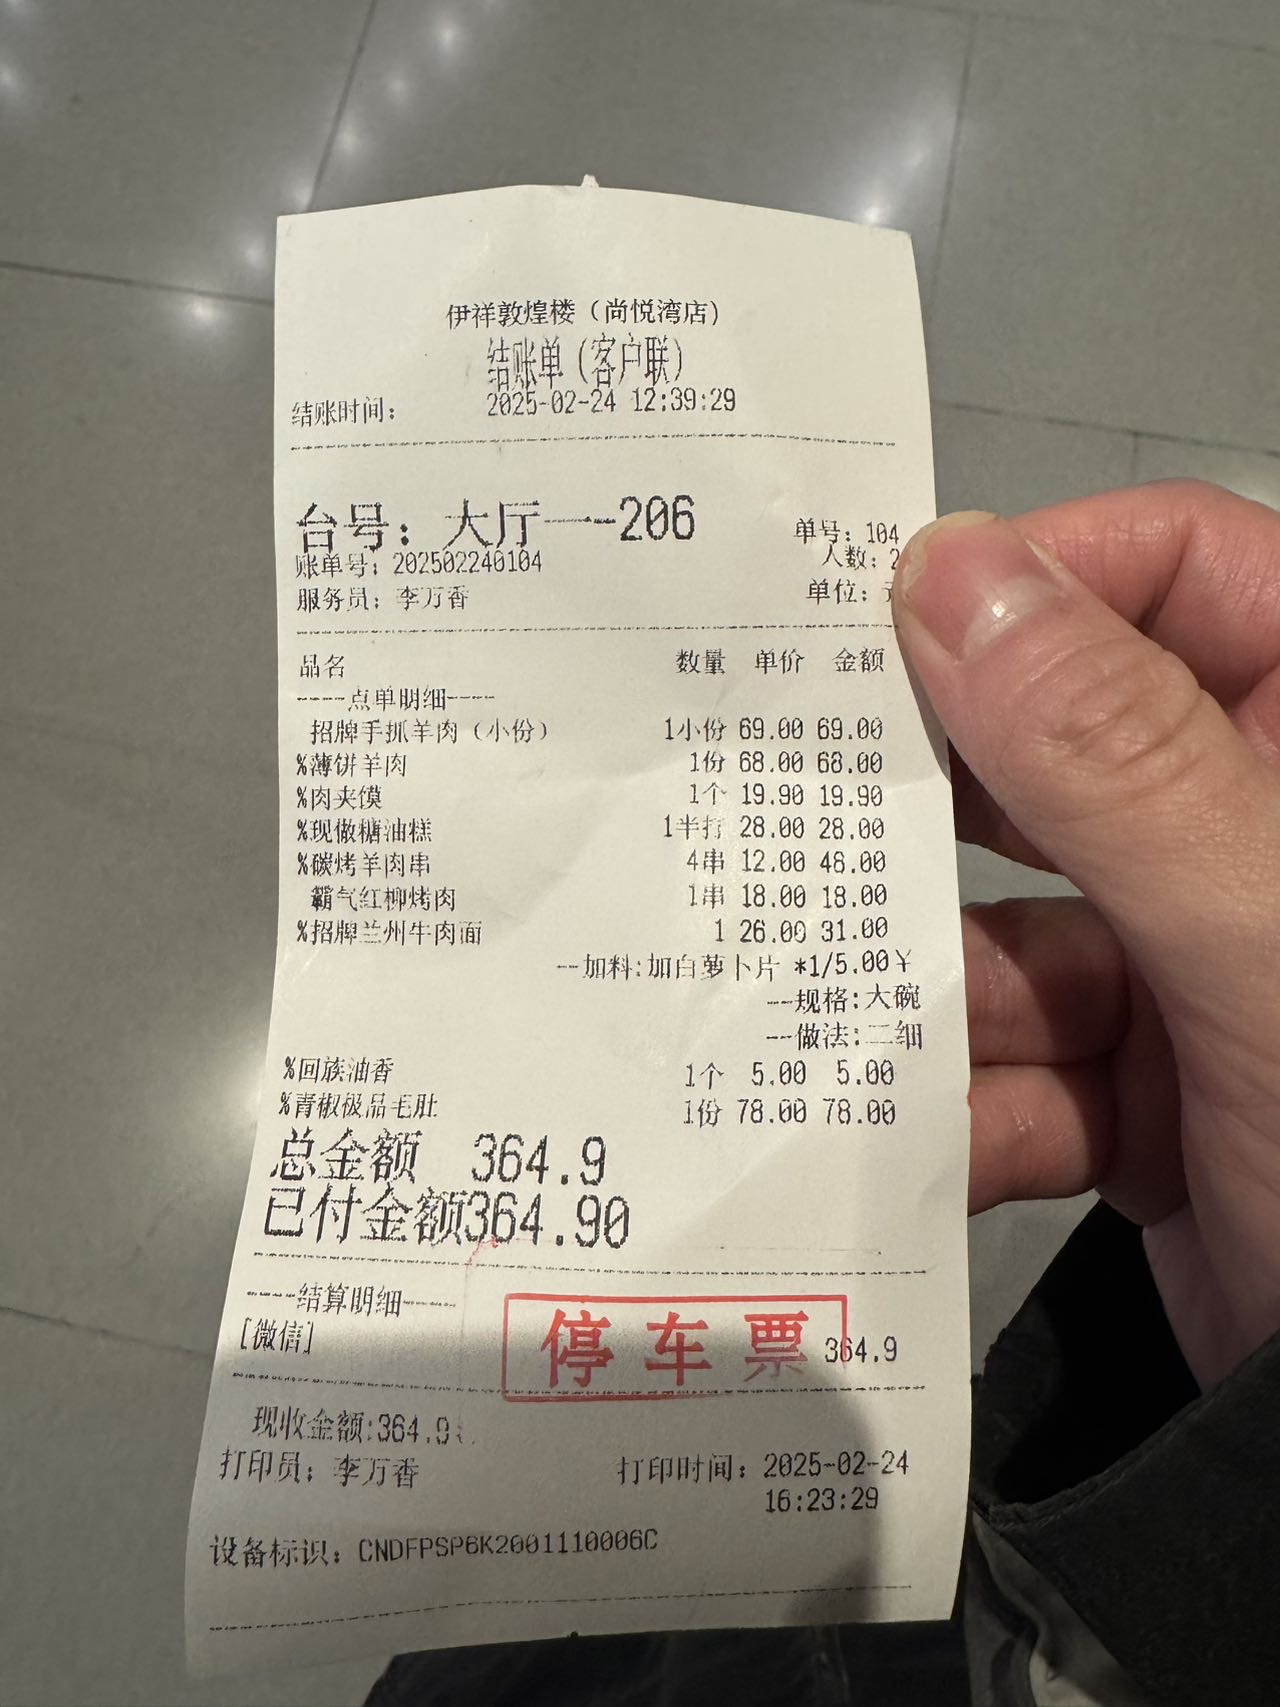 伊祥敦煌楼（尚悦湾店）
结账单（客户联）
结账时间： 2025-02-24 12:39:29
台号：大厅——206 单号：104
人数：2
账单号：202502240104
服务员：李万香 单位：
品名 数量 单价 金额
----点单明细----
招牌手抓羊肉（小份） 1小份 69.00 69.00
%薄饼羊肉 1份 68.00 68.00
%肉夹馍 1个 19.90 19.90
%现做糖油糕 1半打 28.00 28.00
%碳烤羊肉串 4串 12.00 48.00
霸气红柳烤肉 1串 18.00 18.00
%招牌兰州牛肉面 1 26.00 31.00
--加料:加白萝卜片 *1/5.00￥
--规格:大碗
--做法:二细
%回族油香 1个 5.00 5.00
%青椒极品毛肚 1份 78.00 78.00
总金额 364.9
已付金额364.90
-----结算明细-----
[微信] 364.9
停车票
现收金额:364.9
打印员：李万香 打印时间：2025-02-24
16:23:29
设备标识：CNDFPSP6K2001110006C